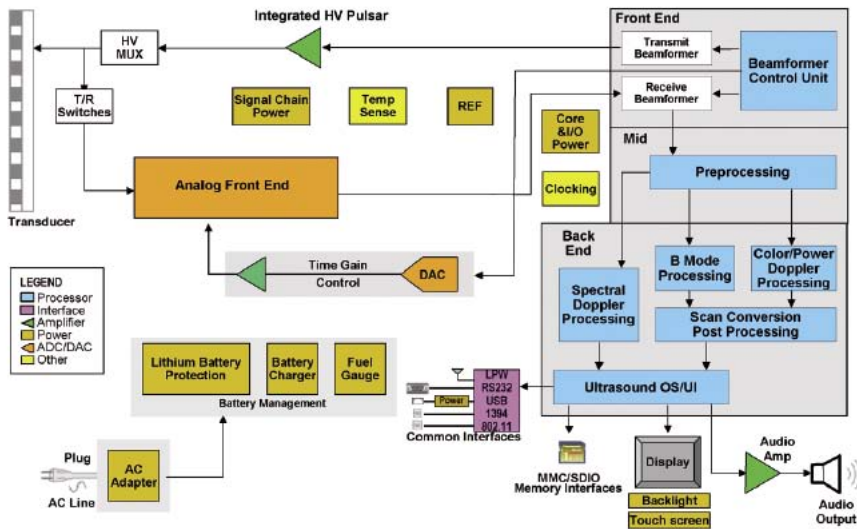 Integrated HV Pulsar
HV
MUX
T/R
Switches
Transducer
Signal Chain
Power
Temp
Sense
REF
Analog Front End
Front End
Transmit
Beamformer
Receive
Beamformer
Beamformer
Control Unit
Core
&I/O
Power
Clocking
Mid
Preprocessing
Back
End
Spectral
Doppler
Processing
B Mode
Processing
Color/Power
Doppler
Processing
Scan Conversion
Post Processing
Ultrasound OS/UI
Time Gain
Control
DAC
LEGEND
Processor
Interface
Amplifier
Power
ADC/DAC
Other
Lithium Battery
Protection
Battery
Charger
Fuel
Gauge
Battery Management
Plug
AC Line
AC
Adapter
LPW
RS232
Power
USB
1394
802.11
Common Interfaces
MMC/SDIO
Memory Interfaces
Display
Backlight
Touch screen
Audio
Amp
Audio
Output